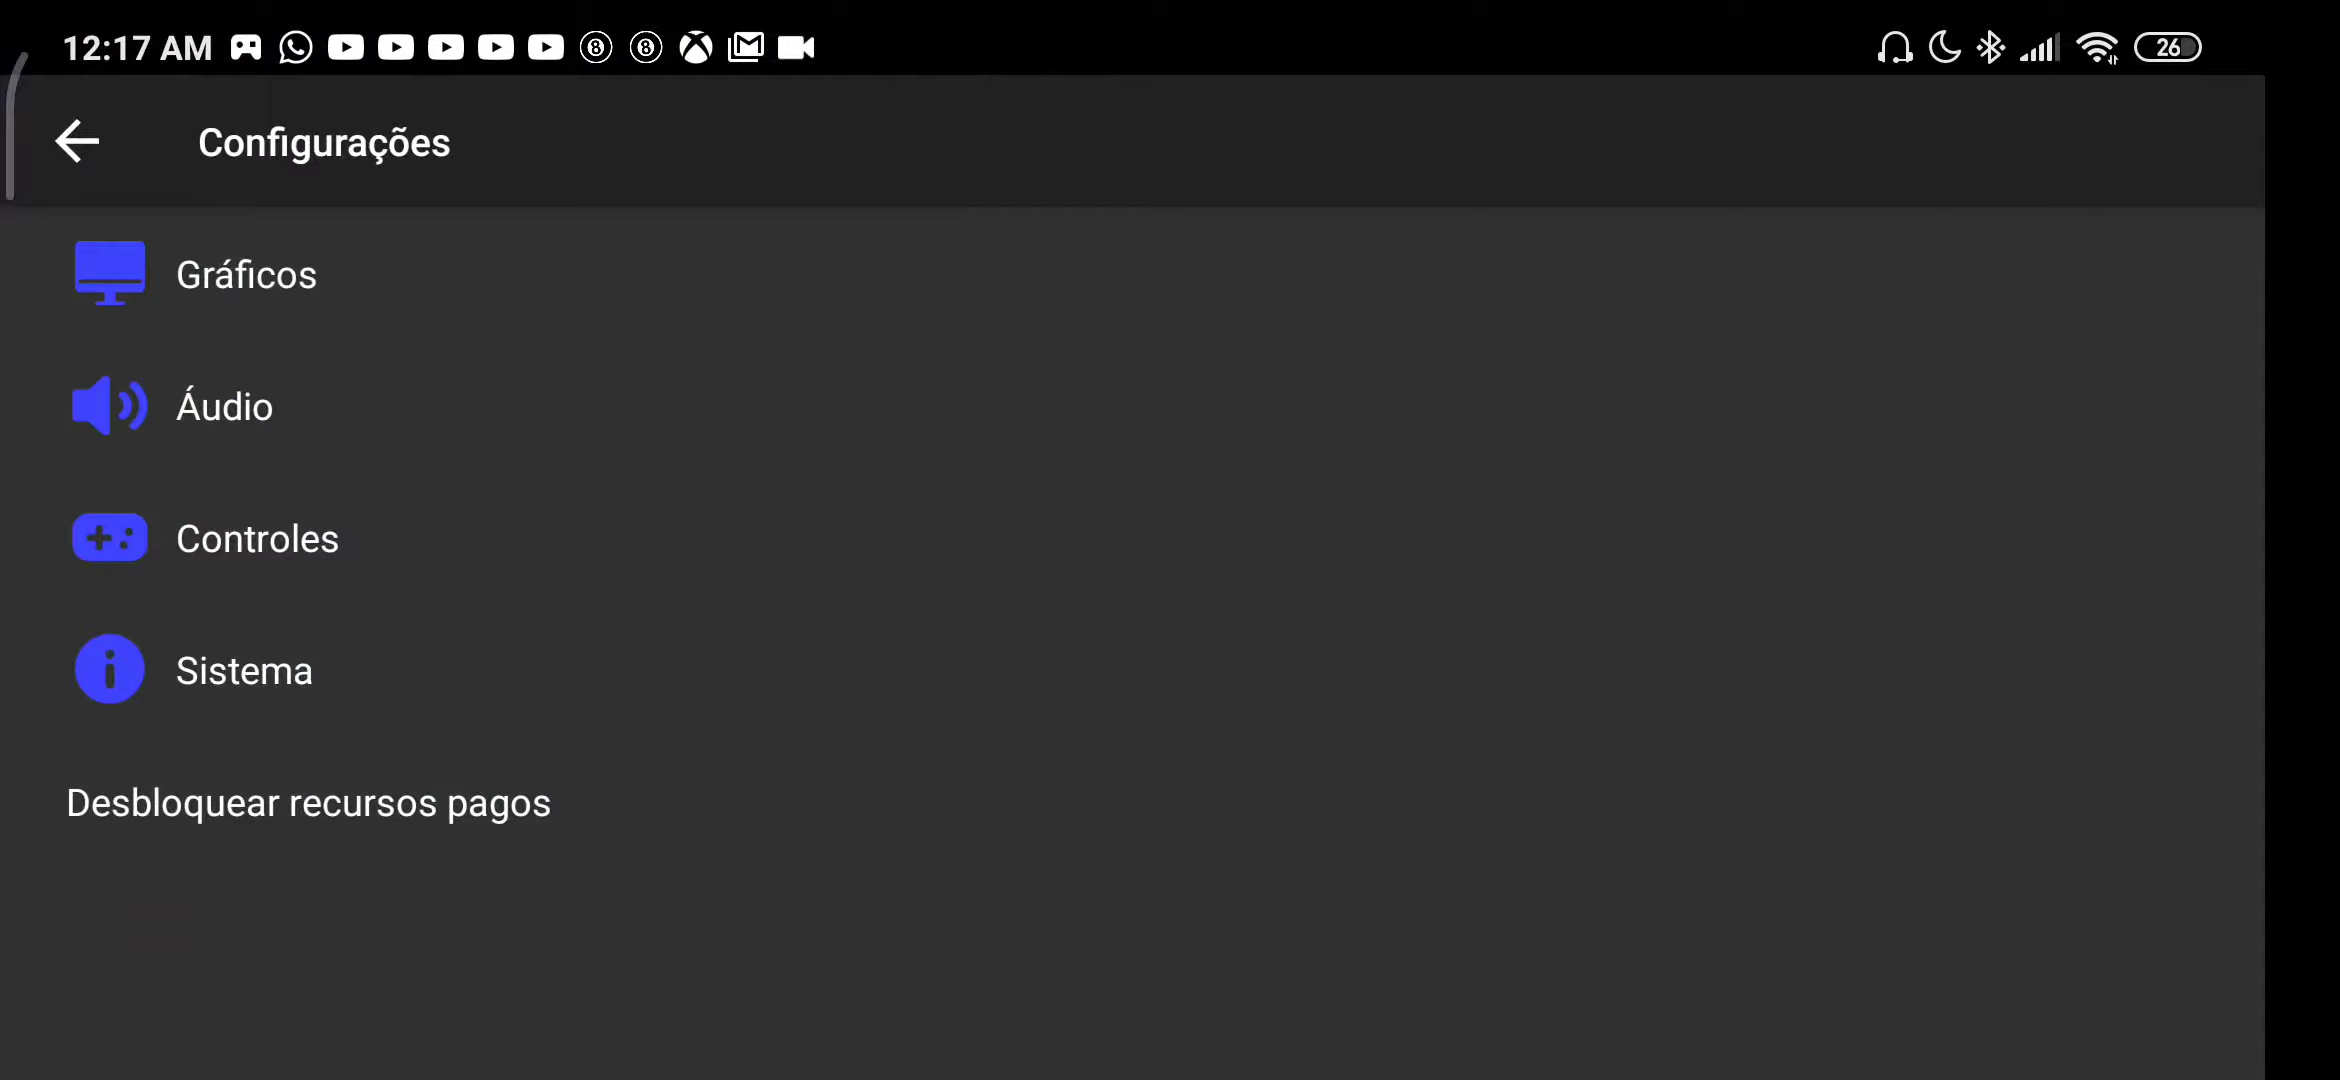 12:17 AM
26
Configurações
Gráficos
Áudio
Controles
Sistema
Desbloquear recursos pagos